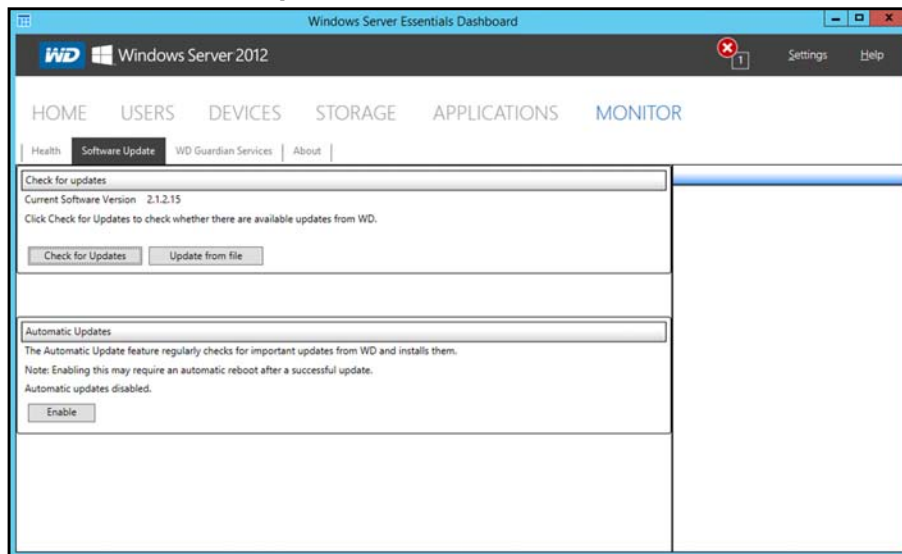 Windows Server Essentials Dashboard
WD Windows Server 2012
1
Settings
Help
HOME USERS DEVICES STORAGE APPLICATIONS MONITOR
Health Software Update WD Guardian Services About
Check for updates
Current Software Version 2.1.2.15
Click Check for Updates to check whether there are available updates from WD.
Check for Updates Update from file
Automatic Updates
The Automatic Update feature regularly checks for important updates from WD and installs them.
Note: Enabling this may require an automatic reboot after a successful update.
Automatic updates disabled.
Enable